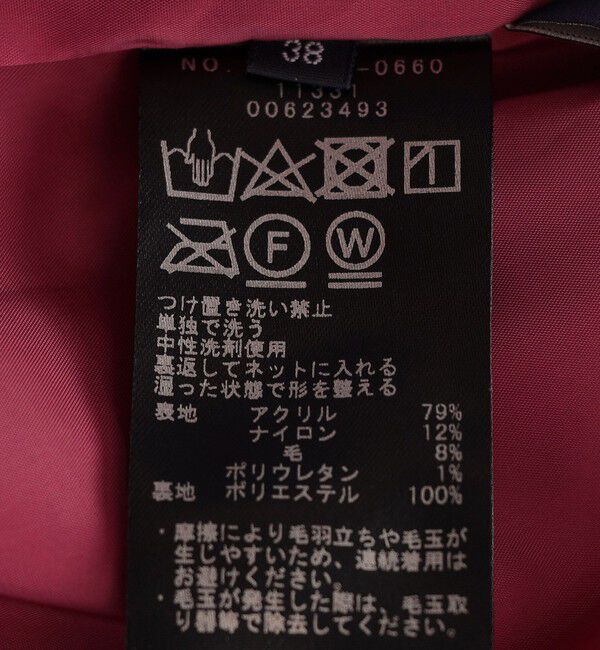 38
NO. -0660
11331
00623493
F W
つけ置き洗い禁止
単独で洗う
中性洗剤使用
裏返してネットに入れる
湿った状態で形を整える
表地 アクリル 79%
ナイロン 12%
毛 8%
ポリウレタン 1%
裏地 ポリエステル 100%
・摩擦により毛羽立ちや毛玉が
生じやすいため、連続着用は
お避けください。
・毛玉が発生した際は、毛玉取
り器等で除去してください。